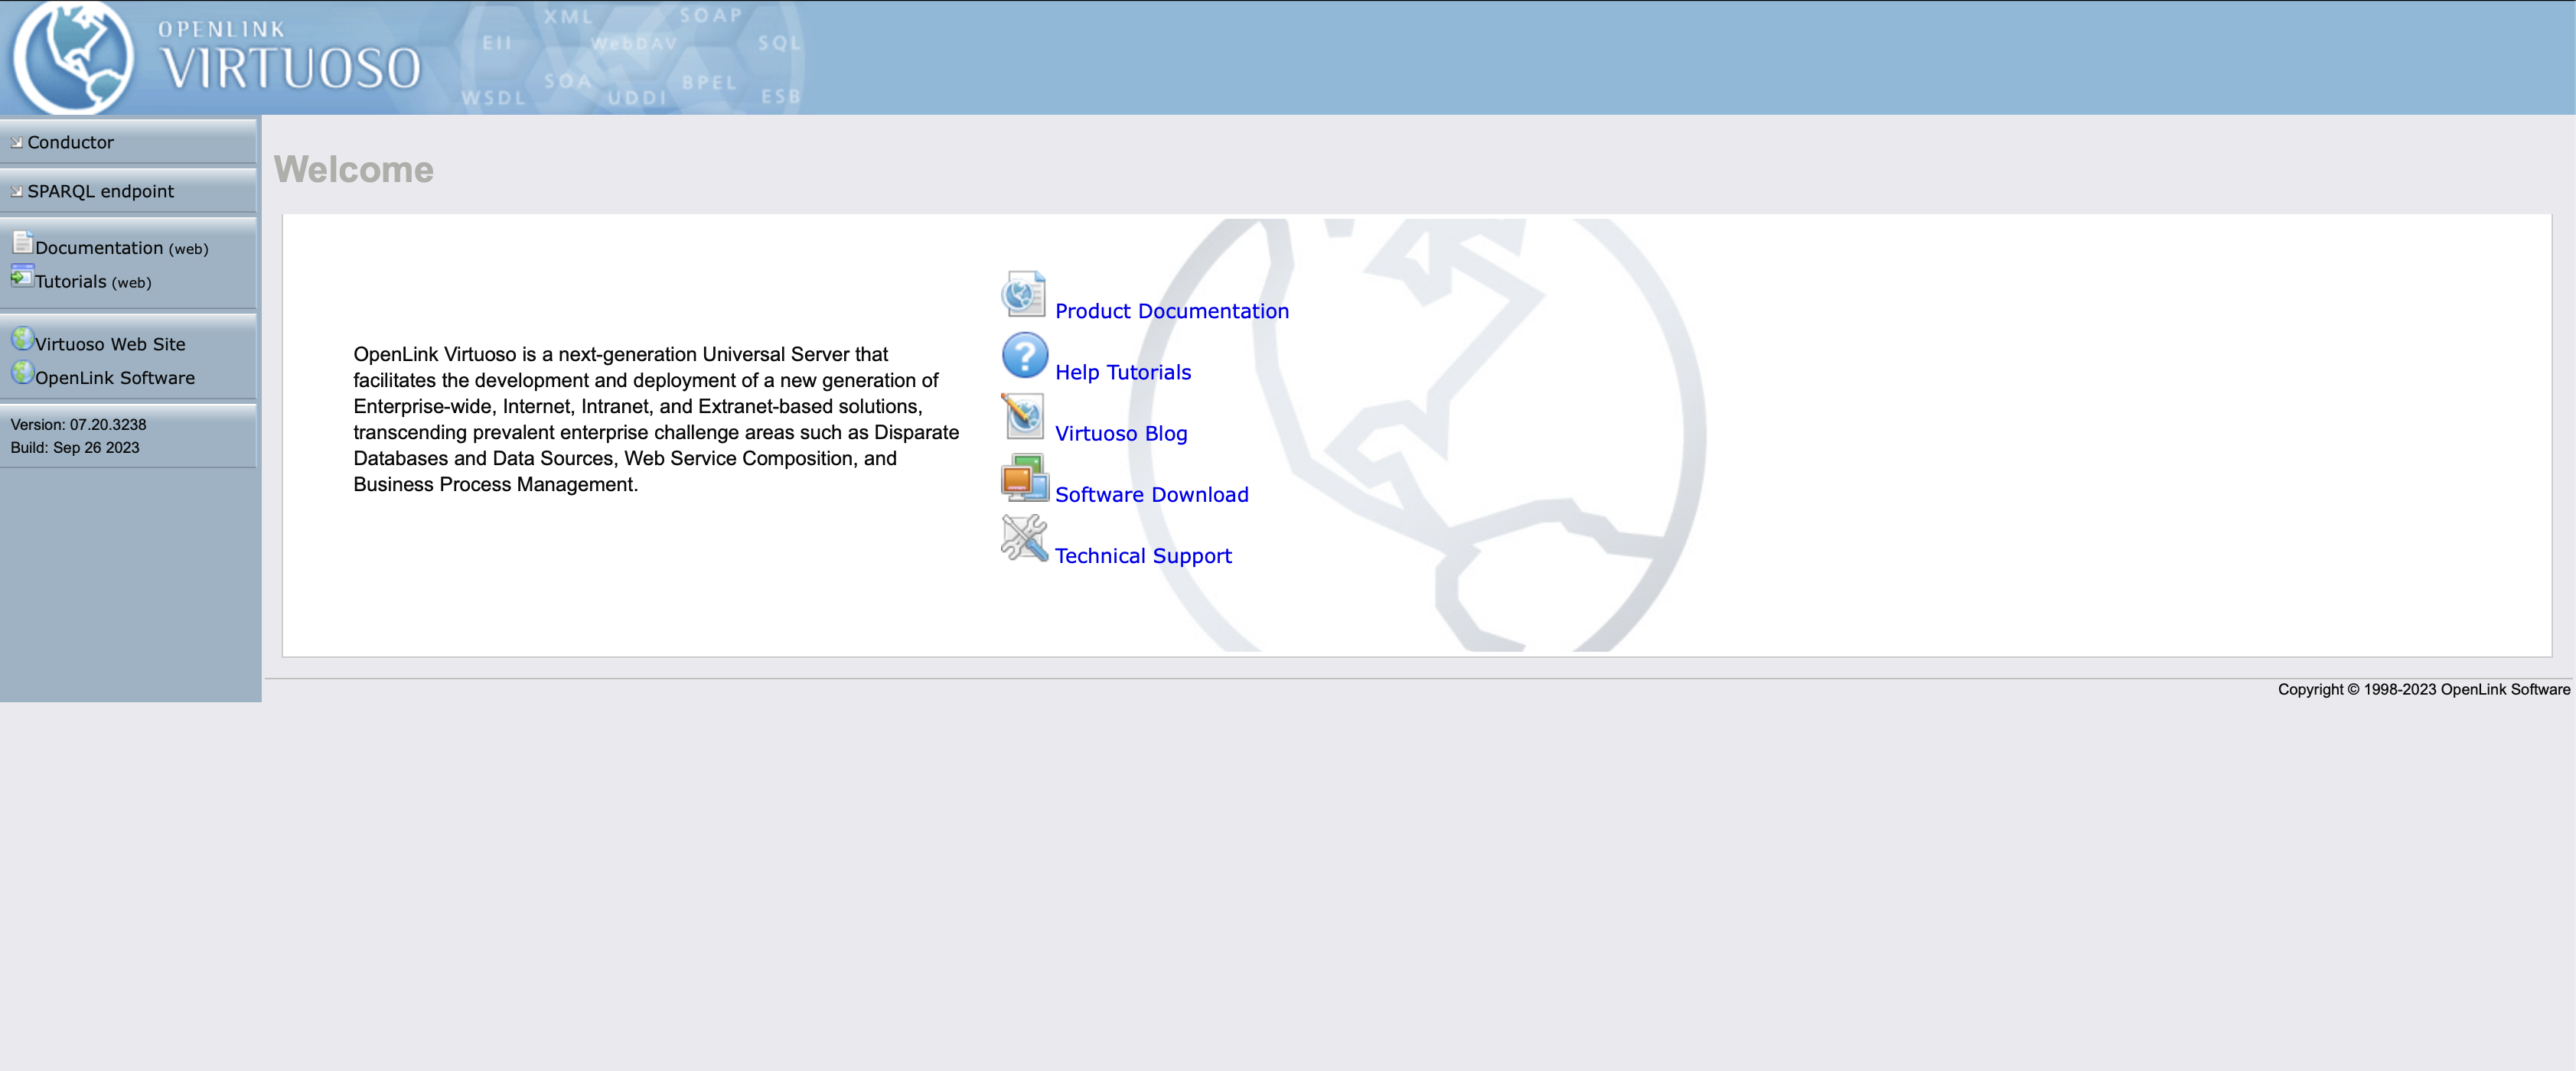 OPENLINK
VIRTUOSO
XML SOAP
EII WebDAV SQL
SOA BPEL
WSDL UDDI ESB
Conductor
SPARQL endpoint
Documentation (web)
Tutorials (web)
Virtuoso Web Site
OpenLink Software
Version: 07.20.3238
Build: Sep 26 2023
Welcome
OpenLink Virtuoso is a next-generation Universal Server that
facilitates the development and deployment of a new generation of
Enterprise-wide, Internet, Intranet, and Extranet-based solutions,
transcending prevalent enterprise challenge areas such as Disparate
Databases and Data Sources, Web Service Composition, and
Business Process Management.
Product Documentation
Help Tutorials
Virtuoso Blog
Software Download
Technical Support
Copyright © 1998-2023 OpenLink Software